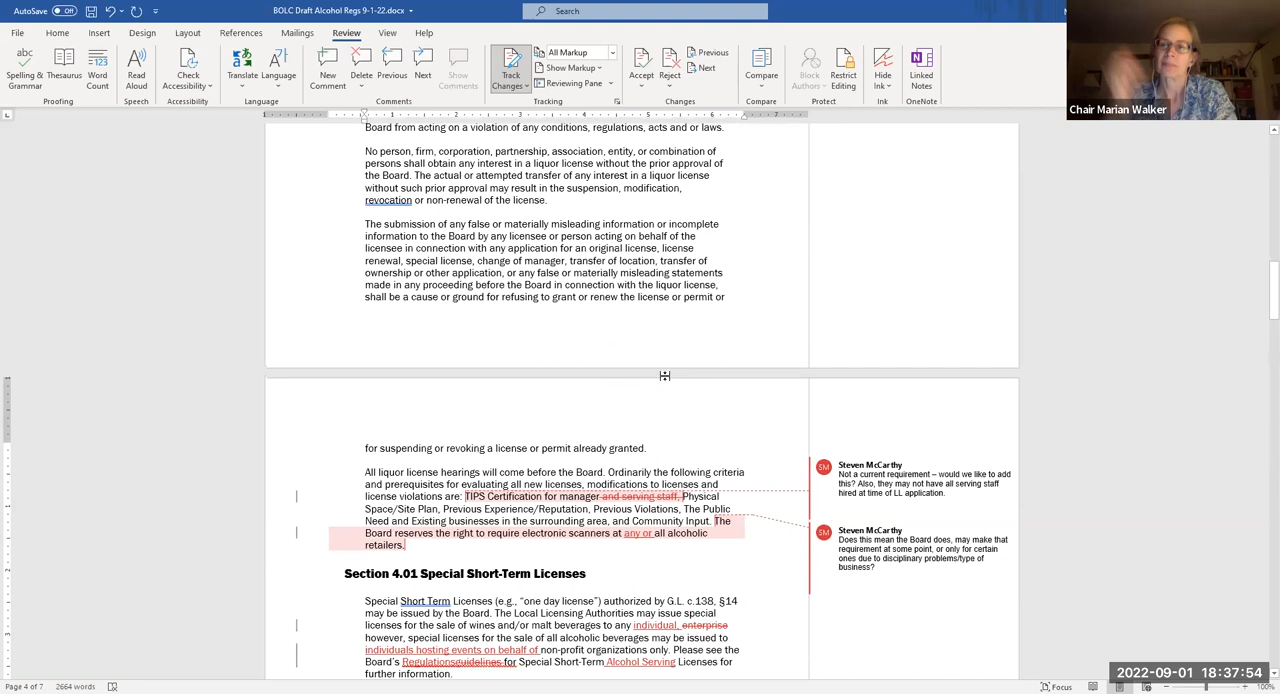 AutoSave Off
BOLC Draft Alcohol Regs 9-1-22.docx
Search
File Home Insert Draw Design Layout References Mailings Review View Help
abc
Spelling & Grammar
Thesaurus
Word Count
Proofing
Read Aloud
Speech
Check Accessibility
Accessibility
Translate
Language
Language
New Comment
Delete
Previous
Next
Show Comments
Comments
Track Changes
All Markup
Show Markup
Reviewing Pane
Tracking
Accept
Reject
Previous
Next
Changes
Compare
Compare
Block Authors
Restrict Editing
Protect
Hide Ink
Ink
Linked Notes
OneNote
Chair Marian Walker
Board from acting on a violation of any conditions, regulations, acts and or laws.
No person, firm, corporation, partnership, association, entity, or combination of
persons shall obtain any interest in a liquor license without the prior approval of
the Board. The actual or attempted transfer of any interest in a liquor license
without such prior approval may result in the suspension, modification,
revocation or non-renewal of the license.
The submission of any false or materially misleading information or incomplete
information to the Board by any licensee or person acting on behalf of the
licensee in connection with any application for an original license, license
renewal, special license, change of manager, transfer of location, transfer of
ownership or other application, or any false or materially misleading statements
made in any proceeding before the Board in connection with the liquor license,
shall be a cause or ground for refusing to grant or renew the license or permit or
for suspending or revoking a license or permit already granted.
All liquor license hearings will come before the Board. Ordinarily the following criteria
and prerequisites for evaluating all new licenses, modifications to licenses and
license violations are: TIPS Certification for manager and serving staff, Physical
Space/Site Plan, Previous Experience/Reputation, Previous Violations, The Public
Need and Existing businesses in the surrounding area, and Community Input. The
Board reserves the right to require electronic scanners at any or all alcoholic
retailers.
SM Steven McCarthy
Not a current requirement – would we like to add
this? Also, they may not have all serving staff
hired at time of LL application.
SM Steven McCarthy
Does this mean the Board does, may make that
requirement at some point, or only for certain
ones due to disciplinary problems/type of
business?
Section 4.01 Special Short-Term Licenses
Special Short Term Licenses (e.g., “one day license”) authorized by G.L. c.138, §14
may be issued by the Board. The Local Licensing Authorities may issue special
licenses for the sale of wines and/or malt beverages to any individual, enterprise
however, special licenses for the sale of all alcoholic beverages may be issued to
individuals hosting events on behalf of non-profit organizations only. Please see the
Board’s Regulationsguidelines for Special Short-Term Alcohol Serving Licenses for
further information.
2022-09-01 18:37:54
Page 4 of 7 2664 words
Focus
100%